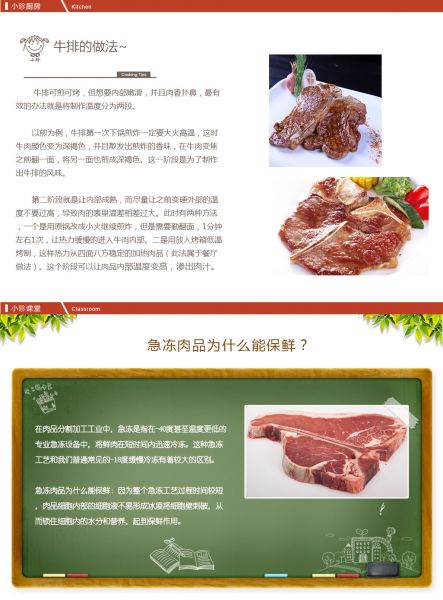 小珍厨房
Kitchen
小珍
牛排的做法~
Cooking Tips
牛排可煎可烤，但想要内部嫩滑，并且肉香扑鼻，最有
效的办法就是将制作温度分为两段。
以煎为例，牛排第一次下锅煎炸一定要大火高温，这时
牛肉颜色变为深褐色，并且散发出煎炸的香味，在牛肉变焦
之前翻一面，将另一面也煎成深褐色。这一阶段是为了制作
出牛排的风味。
第二阶段就是让内部成熟，而尽量让之前变硬外部的温
度不要过高，导致肉的表里温差相差过大。此时有两种方法
，一个是用原锅改成小火继续煎炸，但是需要勤翻面，1分钟
左右1次，让热力缓慢的进入牛肉内部。二是用放入烤箱低温
烤制，这样热力从四面八方稳定的加热肉品（此法属于餐厅
做法）。这个阶段可以让肉品内部温度变高，渗出肉汁。
小珍课堂
Classroom
急冻肉品为什么能保鲜？
在肉品分割加工工业中，急冻是指在-40度甚至温度更低的
专业急冻设备中，将鲜肉在短时间内迅速冷冻。这种急冻
工艺和我们普通常见的-18度缓慢冷冻有着较大的区别。
急冻肉品为什么能保鲜：因为整个急冻工艺过程时间较短
，肉品细胞内部的细胞液不易形成冰凌将细胞壁刺破，从
而锁住细胞内的水分和营养，起到保鲜作用。